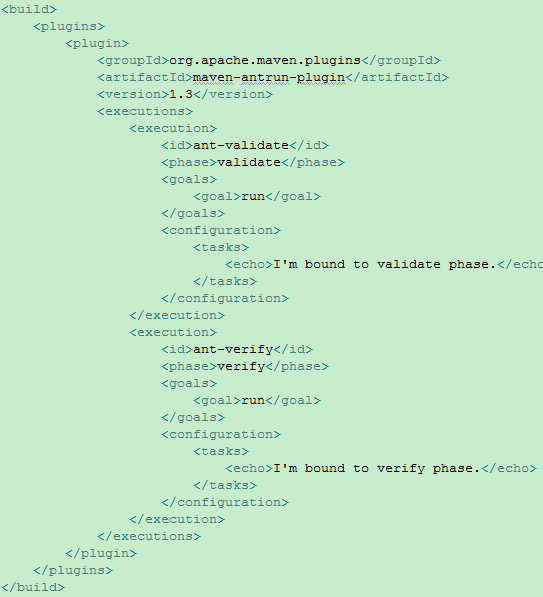 <build>
<plugins>
<plugin>
<groupId>org.apache.maven.plugins</groupId>
<artifactId>maven-antrun-plugin</artifactId>
<version>1.3</version>
<executions>
<execution>
<id>ant-validate</id>
<phase>validate</phase>
<goals>
<goal>run</goal>
</goals>
<configuration>
<tasks>
<echo>I'm bound to validate phase.</echo
</tasks>
</configuration>
</execution>
<execution>
<id>ant-verify</id>
<phase>verify</phase>
<goals>
<goal>run</goal>
</goals>
<configuration>
<tasks>
<echo>I'm bound to verify phase.</echo>
</tasks>
</configuration>
</execution>
</executions>
</plugin>
</plugins>
</build>